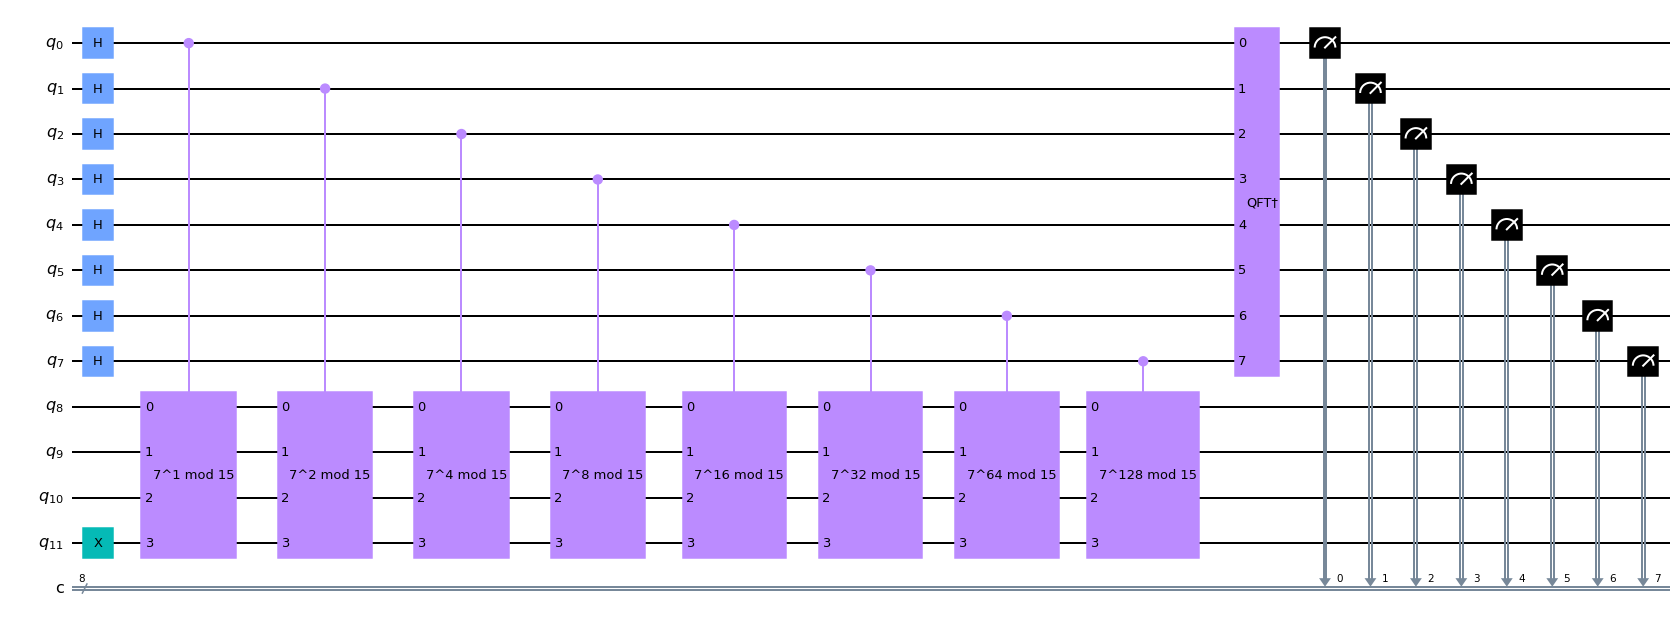 q0 H 0
q1 H 1
q2 H 2
q3 H 3
QFT†
q4 H 4
q5 H 5
q6 H 6
q7 H 7
q8 0 0 0 0 0 0 0 0
q9 1 1 1 1 1 1 1 1
7^1 mod 15 7^2 mod 15 7^4 mod 15 7^8 mod 15 7^16 mod 15 7^32 mod 15 7^64 mod 15 7^128 mod 15
q10 2 2 2 2 2 2 2 2
q11 X 3 3 3 3 3 3 3 3
8 0 1 2 3 4 5 6 7
c